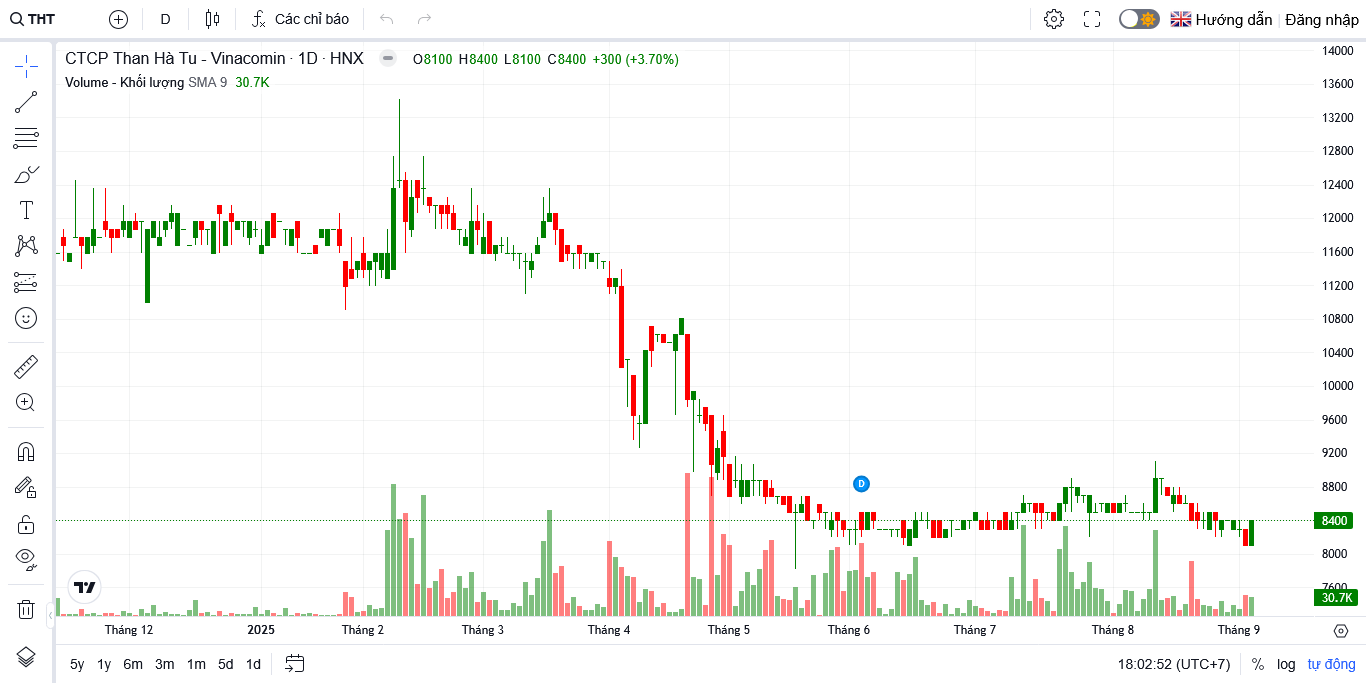 THT D Các chỉ báo Hướng dẫn Đăng nhập
CTCP Than Hà Tu - Vinacomin · 1D · HNX O8100 H8400 L8100 C8400 +300 (+3.70%)
Volume - Khối lượng SMA 9 30.7K
14000
13600
13200
12800
12400
12000
11600
11200
10800
10400
10000
9600
9200
8800
8400
8000
7600
30.7K
D
Tháng 12 2025 Tháng 2 Tháng 3 Tháng 4 Tháng 5 Tháng 6 Tháng 7 Tháng 8 Tháng 9
5y 1y 6m 3m 1m 5d 1d 18:02:52 (UTC+7) % log tự động